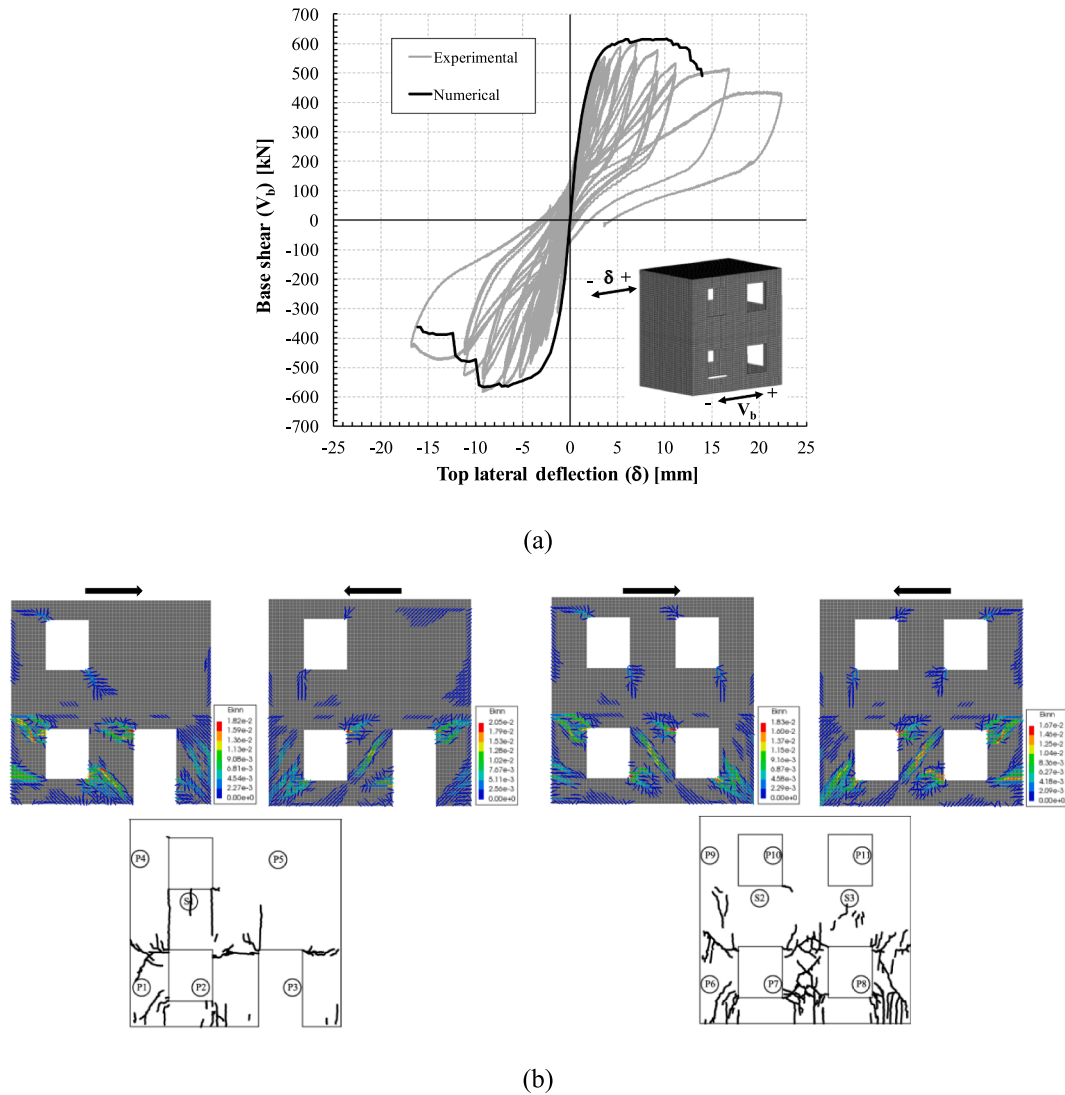 700
600
500
400
300
200
100
0
-100
-200
-300
-400
-500
-600
-700
Base shear (Vb) [kN]
Experimental
Numerical
- δ +
- +
Vb
-25 -20 -15 -10 -5 0 5 10 15 20 25
Top lateral deflection (δ) [mm]
(a)
Eknn
1.82e-2
1.59e-2
1.36e-2
1.13e-2
9.08e-3
6.81e-3
4.54e-3
2.27e-3
0.00e+0
Eknn
2.05e-2
1.79e-2
1.53e-2
1.28e-2
1.02e-2
7.67e-3
5.11e-3
2.56e-3
0.00e+0
Eknn
1.83e-2
1.60e-2
1.37e-2
1.15e-2
9.16e-3
6.87e-3
4.58e-3
2.29e-3
0.00e+0
Eknn
1.67e-2
1.46e-2
1.25e-2
1.04e-2
8.36e-3
6.27e-3
4.18e-3
2.09e-3
0.00e+0
P4 P5
P1 P2 P3
P9 P10 P11
S2 S3
P6 P7 P8
(b)